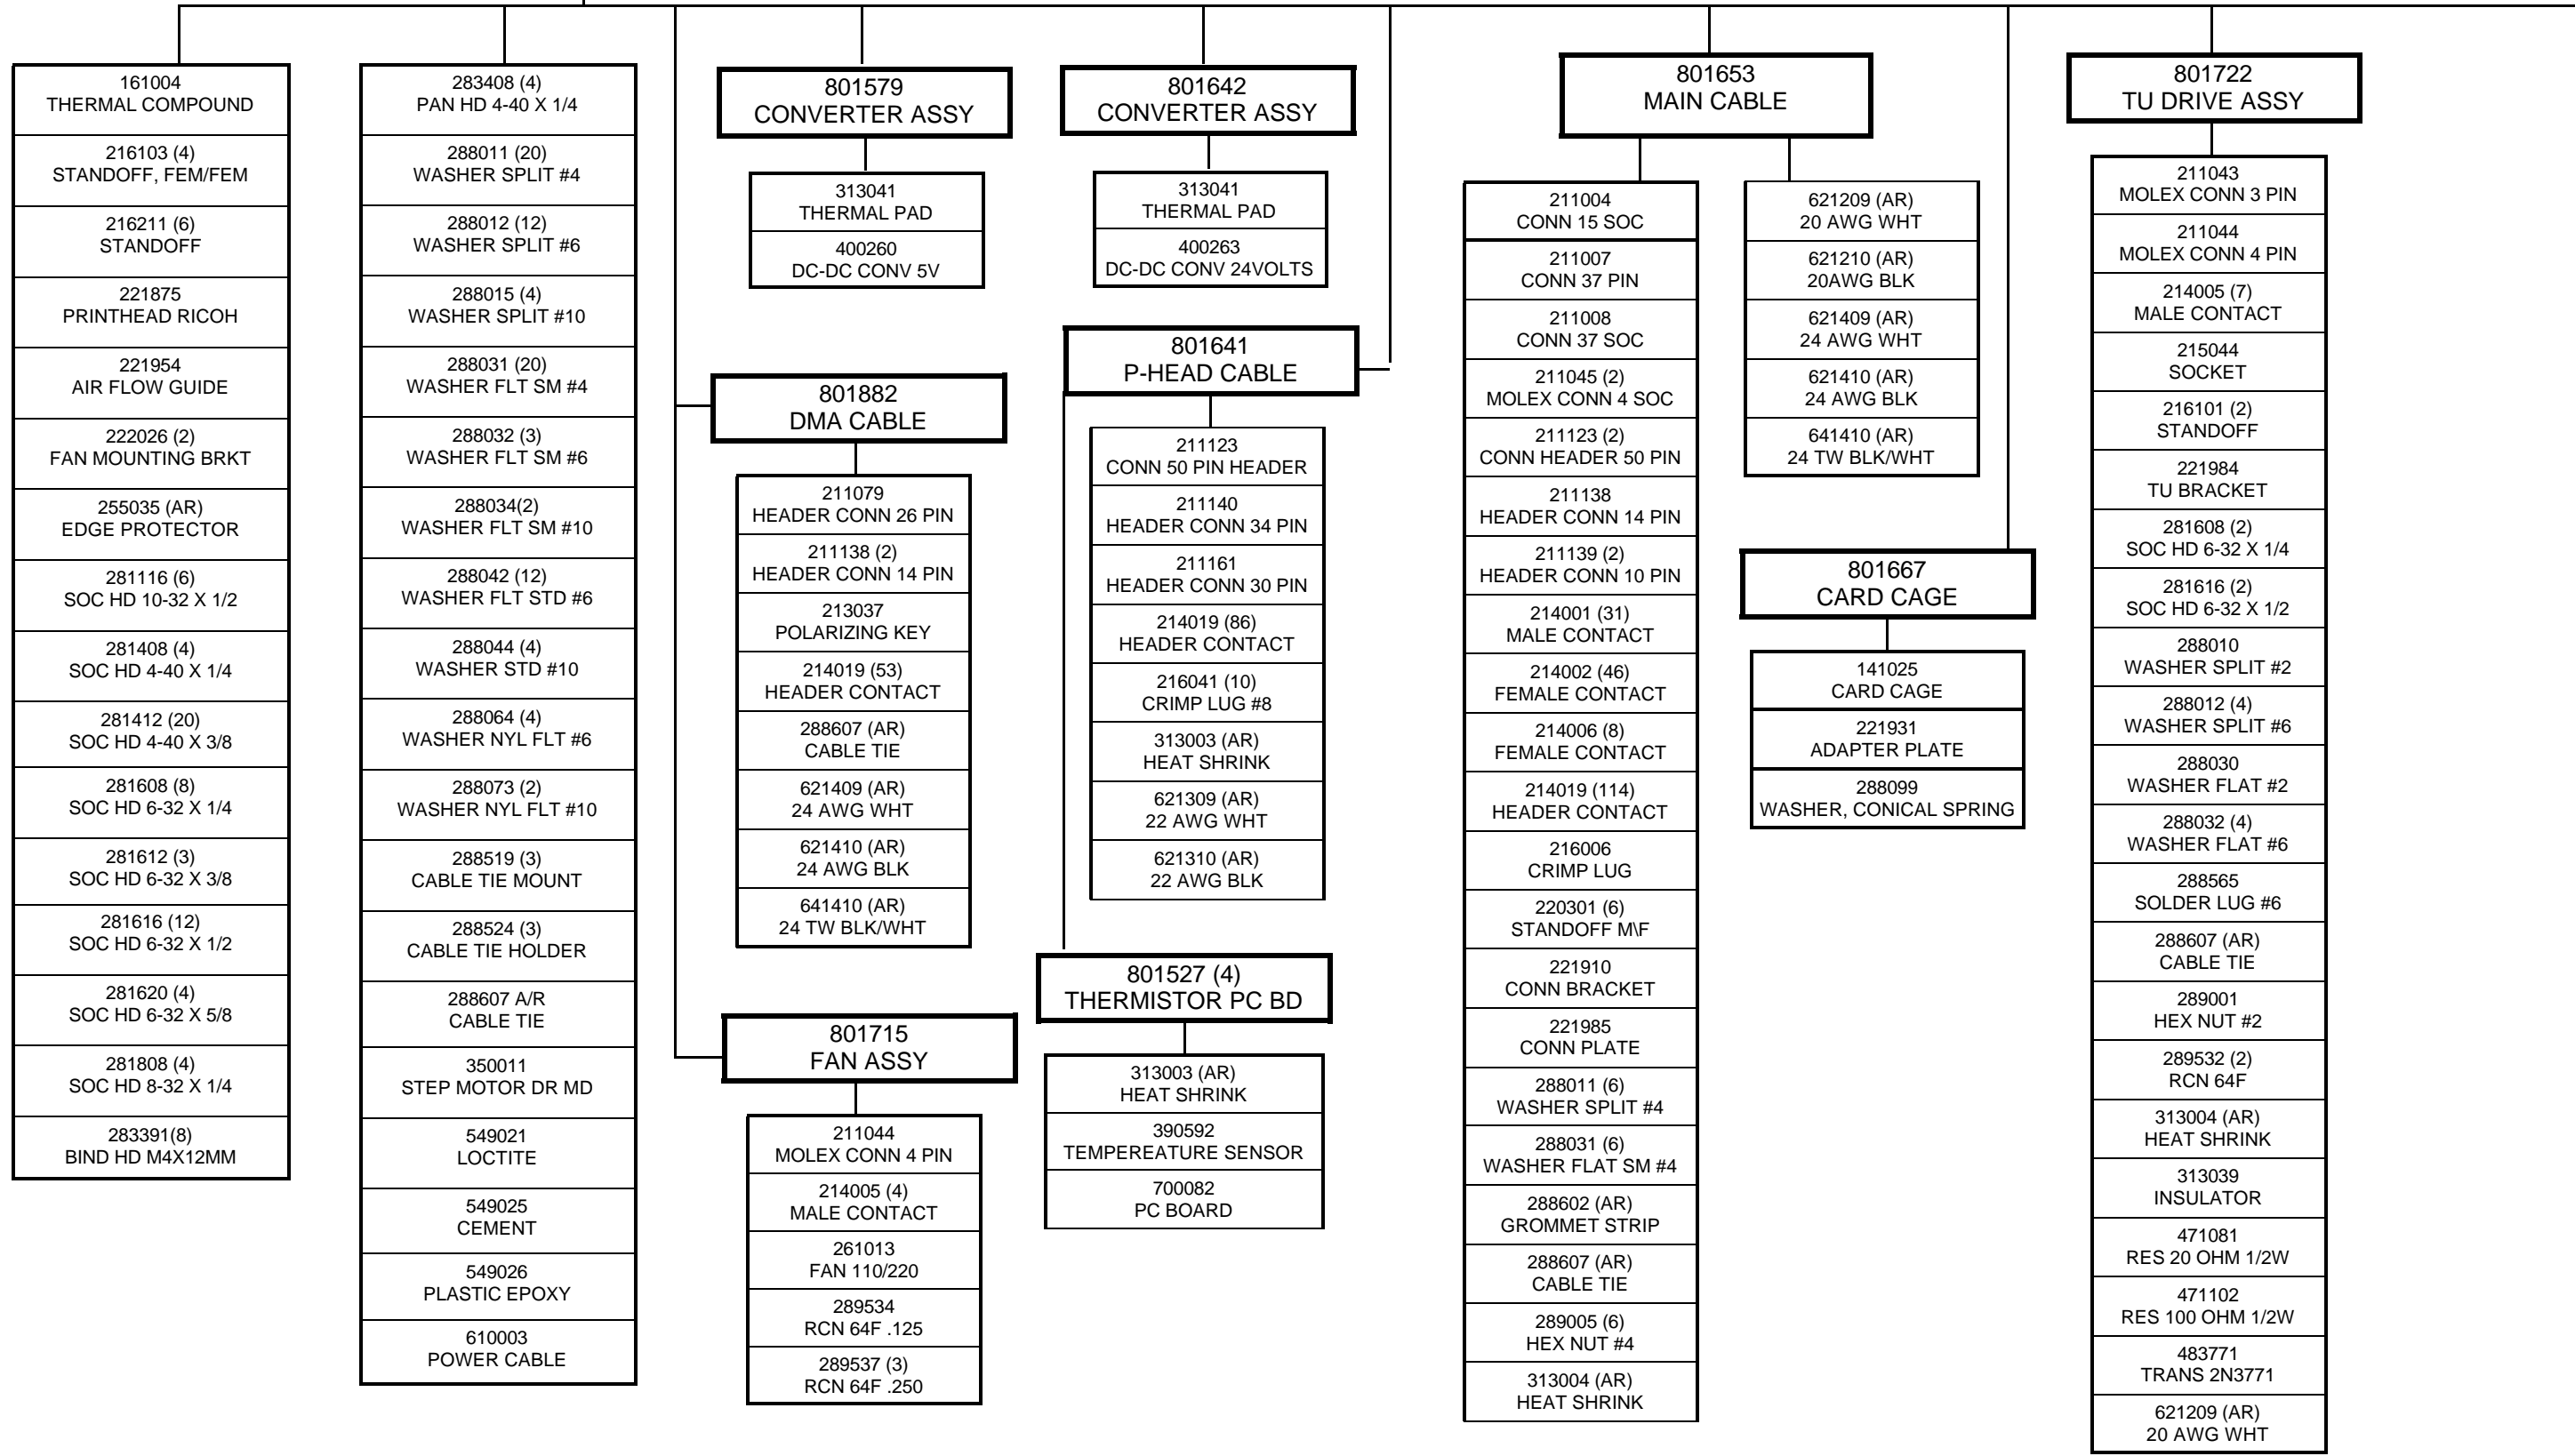 161004
THERMAL COMPOUND
216103 (4)
STANDOFF, FEM/FEM
216211 (6)
STANDOFF
221875
PRINTHEAD RICOH
221954
AIR FLOW GUIDE
222026 (2)
FAN MOUNTING BRKT
255035 (AR)
EDGE PROTECTOR
281116 (6)
SOC HD 10-32 X 1/2
281408 (4)
SOC HD 4-40 X 1/4
281412 (20)
SOC HD 4-40 X 3/8
281608 (8)
SOC HD 6-32 X 1/4
281612 (3)
SOC HD 6-32 X 3/8
281616 (12)
SOC HD 6-32 X 1/2
281620 (4)
SOC HD 6-32 X 5/8
281808 (4)
SOC HD 8-32 X 1/4
283391(8)
BIND HD M4X12MM
283408 (4)
PAN HD 4-40 X 1/4
288011 (20)
WASHER SPLIT #4
288012 (12)
WASHER SPLIT #6
288015 (4)
WASHER SPLIT #10
288031 (20)
WASHER FLT SM #4
288032 (3)
WASHER FLT SM #6
288034(2)
WASHER FLT SM #10
288042 (12)
WASHER FLT STD #6
288044 (4)
WASHER STD #10
288064 (4)
WASHER NYL FLT #6
288073 (2)
WASHER NYL FLT #10
288519 (3)
CABLE TIE MOUNT
288524 (3)
CABLE TIE HOLDER
288607 A/R
CABLE TIE
350011
STEP MOTOR DR MD
549021
LOCTITE
549025
CEMENT
549026
PLASTIC EPOXY
610003
POWER CABLE
801579
CONVERTER ASSY
313041
THERMAL PAD
400260
DC-DC CONV 5V
801882
DMA CABLE
211079
HEADER CONN 26 PIN
211138 (2)
HEADER CONN 14 PIN
213037
POLARIZING KEY
214019 (53)
HEADER CONTACT
288607 (AR)
CABLE TIE
621409 (AR)
24 AWG WHT
621410 (AR)
24 AWG BLK
641410 (AR)
24 TW BLK/WHT
801715
FAN ASSY
211044
MOLEX CONN 4 PIN
214005 (4)
MALE CONTACT
261013
FAN 110/220
289534
RCN 64F .125
289537 (3)
RCN 64F .250
801642
CONVERTER ASSY
313041
THERMAL PAD
400263
DC-DC CONV 24VOLTS
801641
P-HEAD CABLE
211123
CONN 50 PIN HEADER
211140
HEADER CONN 34 PIN
211161
HEADER CONN 30 PIN
214019 (86)
HEADER CONTACT
216041 (10)
CRIMP LUG #8
313003 (AR)
HEAT SHRINK
621309 (AR)
22 AWG WHT
621310 (AR)
22 AWG BLK
801527 (4)
THERMISTOR PC BD
313003 (AR)
HEAT SHRINK
390592
TEMPEREATURE SENSOR
700082
PC BOARD
801653
MAIN CABLE
211004
CONN 15 SOC
211007
CONN 37 PIN
211008
CONN 37 SOC
211045 (2)
MOLEX CONN 4 SOC
211123 (2)
CONN HEADER 50 PIN
211138
HEADER CONN 14 PIN
211139 (2)
HEADER CONN 10 PIN
214001 (31)
MALE CONTACT
214002 (46)
FEMALE CONTACT
214006 (8)
FEMALE CONTACT
214019 (114)
HEADER CONTACT
216006
CRIMP LUG
220301 (6)
STANDOFF M\F
221910
CONN BRACKET
221985
CONN PLATE
288011 (6)
WASHER SPLIT #4
288031 (6)
WASHER FLAT SM #4
288602 (AR)
GROMMET STRIP
288607 (AR)
CABLE TIE
289005 (6)
HEX NUT #4
313004 (AR)
HEAT SHRINK
621209 (AR)
20 AWG WHT
621210 (AR)
20AWG BLK
621409 (AR)
24 AWG WHT
621410 (AR)
24 AWG BLK
641410 (AR)
24 TW BLK/WHT
801667
CARD CAGE
141025
CARD CAGE
221931
ADAPTER PLATE
288099
WASHER, CONICAL SPRING
801722
TU DRIVE ASSY
211043
MOLEX CONN 3 PIN
211044
MOLEX CONN 4 PIN
214005 (7)
MALE CONTACT
215044
SOCKET
216101 (2)
STANDOFF
221984
TU BRACKET
281608 (2)
SOC HD 6-32 X 1/4
281616 (2)
SOC HD 6-32 X 1/2
288010
WASHER SPLIT #2
288012 (4)
WASHER SPLIT #6
288030
WASHER FLAT #2
288032 (4)
WASHER FLAT #6
288565
SOLDER LUG #6
288607 (AR)
CABLE TIE
289001
HEX NUT #2
289532 (2)
RCN 64F
313004 (AR)
HEAT SHRINK
313039
INSULATOR
471081
RES 20 OHM 1/2W
471102
RES 100 OHM 1/2W
483771
TRANS 2N3771
621209 (AR)
20 AWG WHT